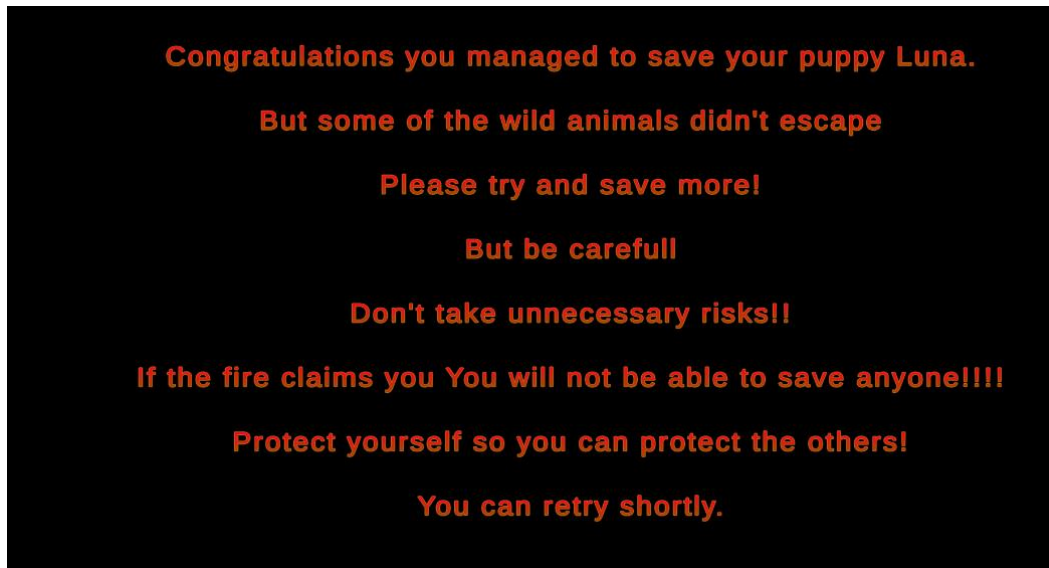 Congratulations you managed to save your puppy Luna.
But some of the wild animals didn't escape
Please try and save more!
But be carefull
Don't take unnecessary risks!!
If the fire claims you You will not be able to save anyone!!!!
Protect yourself so you can protect the others!
You can retry shortly.